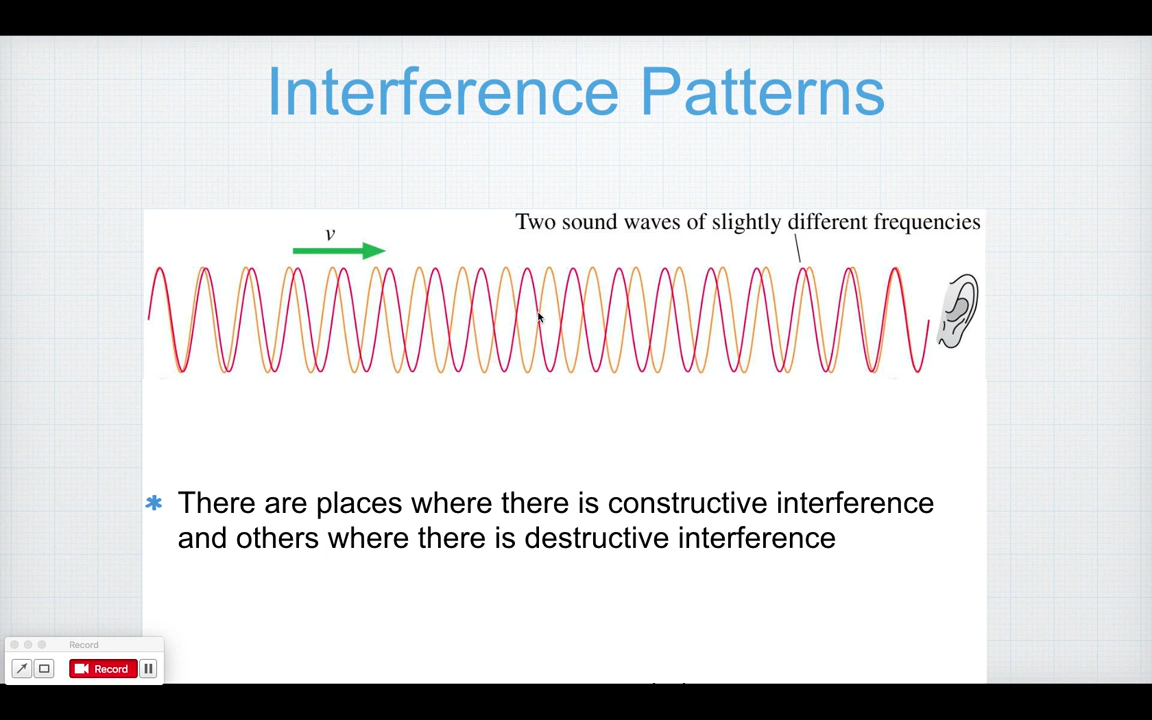 Interference Patterns
Two sound waves of slightly different frequencies
v
There are places where there is constructive interference
and others where there is destructive interference
Record
Record